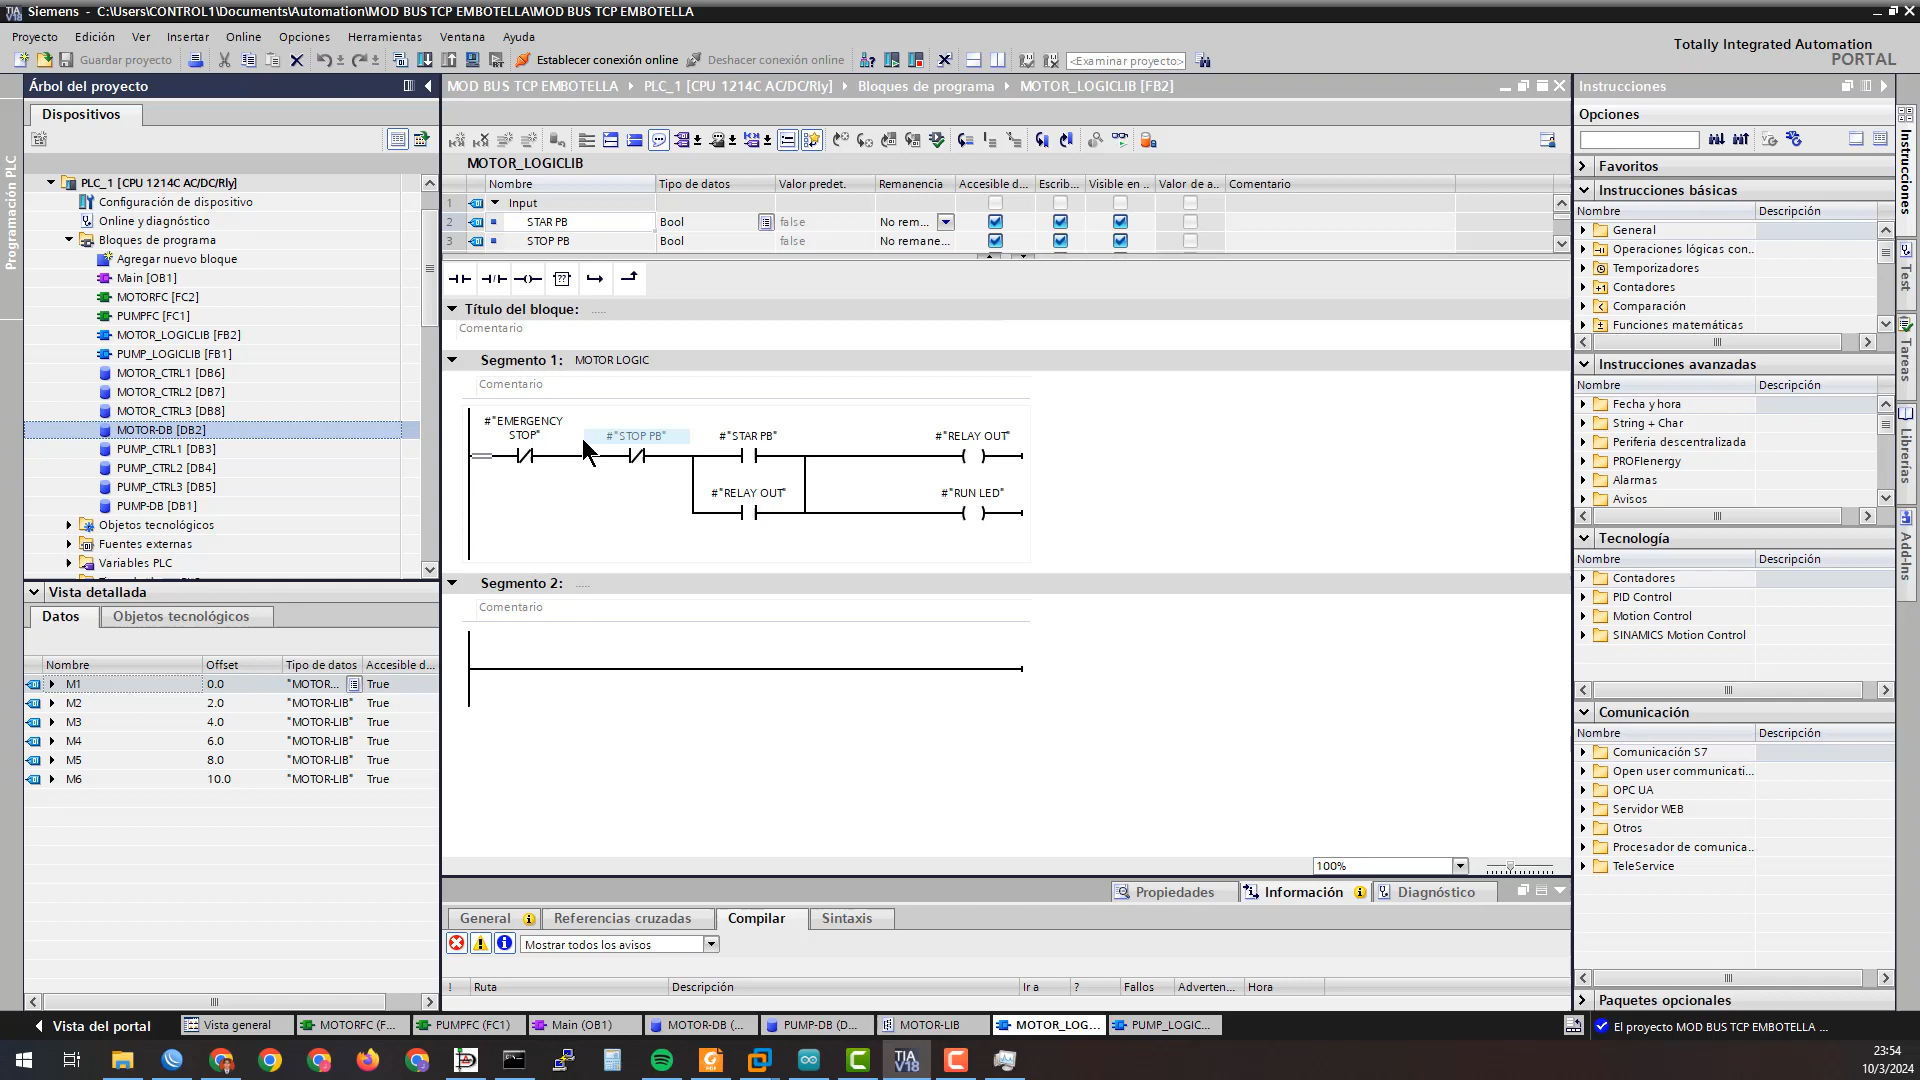 Siemens - C:\Users\CONTROL1\Documents\Automation\MOD BUS TCP EMBOTELLA\MOD BUS TCP EMBOTELLA
Proyecto Edición Ver Insertar Online Opciones Herramientas Ventana Ayuda
Totally Integrated Automation
PORTAL
Guardar proyecto Establecer conexión online Deshacer conexión online <Examinar proyecto>
Árbol del proyecto
MOD BUS TCP EMBOTELLA PLC_1 [CPU 1214C AC/DC/Rly] Bloques de programa MOTOR_LOGICLIB [FB2]
Instrucciones
Dispositivos
Opciones
Programación PLC
PLC_1 [CPU 1214C AC/DC/Rly]
Configuración de dispositivo
Online y diagnóstico
Bloques de programa
Agregar nuevo bloque
Main [OB1]
MOTORFC [FC2]
PUMPFC [FC1]
MOTOR_LOGICLIB [FB2]
PUMP_LOGICLIB [FB1]
MOTOR_CTRL1 [DB6]
MOTOR_CTRL2 [DB7]
MOTOR_CTRL3 [DB8]
MOTOR-DB [DB2]
PUMP_CTRL1 [DB3]
PUMP_CTRL2 [DB4]
PUMP_CTRL3 [DB5]
PUMP-DB [DB1]
Objetos tecnológicos
Fuentes externas
Variables PLC
Vista detallada
Datos Objetos tecnológicos
Nombre Offset Tipo de datos Accesible d...
M1 0.0 "MOTOR... True
M2 2.0 "MOTOR-LIB" True
M3 4.0 "MOTOR-LIB" True
M4 6.0 "MOTOR-LIB" True
M5 8.0 "MOTOR-LIB" True
M6 10.0 "MOTOR-LIB" True
MOTOR_LOGICLIB
Nombre Tipo de datos Valor predet. Remanencia Accesible d... Escrib... Visible en .. Valor de a.. Comentario
1 Input
2 STAR PB Bool false No rem...
3 STOP PB Bool false No remane...
??
Título del bloque: .....
Comentario
Segmento 1: MOTOR LOGIC
Comentario
#"EMERGENCY STOP" #"STOP PB" #"STAR PB" #"RELAY OUT"
#"RELAY OUT" #"RUN LED"
Segmento 2: .....
Comentario
100%
Propiedades Información Diagnóstico
General Referencias cruzadas Compilar Sintaxis
Mostrar todos los avisos
! Ruta Descripción Ir a ? Fallos Adverten... Hora
Favoritos
Instrucciones básicas
Nombre Descripción
General
Operaciones lógicas con..
Temporizadores
Contadores
Comparación
Funciones matemáticas
Instrucciones avanzadas
Nombre Descripción
Fecha y hora
String + Char
Periferia descentralizada
PROFIenergy
Alarmas
Avisos
Tecnología
Nombre Descripción
Contadores
PID Control
Motion Control
SINAMICS Motion Control
Comunicación
Nombre Descripción
Comunicación S7
Open user communicati...
OPC UA
Servidor WEB
Otros
Procesador de comunica..
TeleService
Paquetes opcionales
Instrucciones
Test
Tareas
Librerías
Add-Ins
Vista del portal Vista general MOTORFC (F... PUMPFC (FC1) Main (OB1) MOTOR-DB (... PUMP-DB (D... MOTOR-LIB MOTOR_LOG... PUMP_LOGIC...
El proyecto MOD BUS TCP EMBOTELLA ...
TIA
V18
23:54
10/3/2024